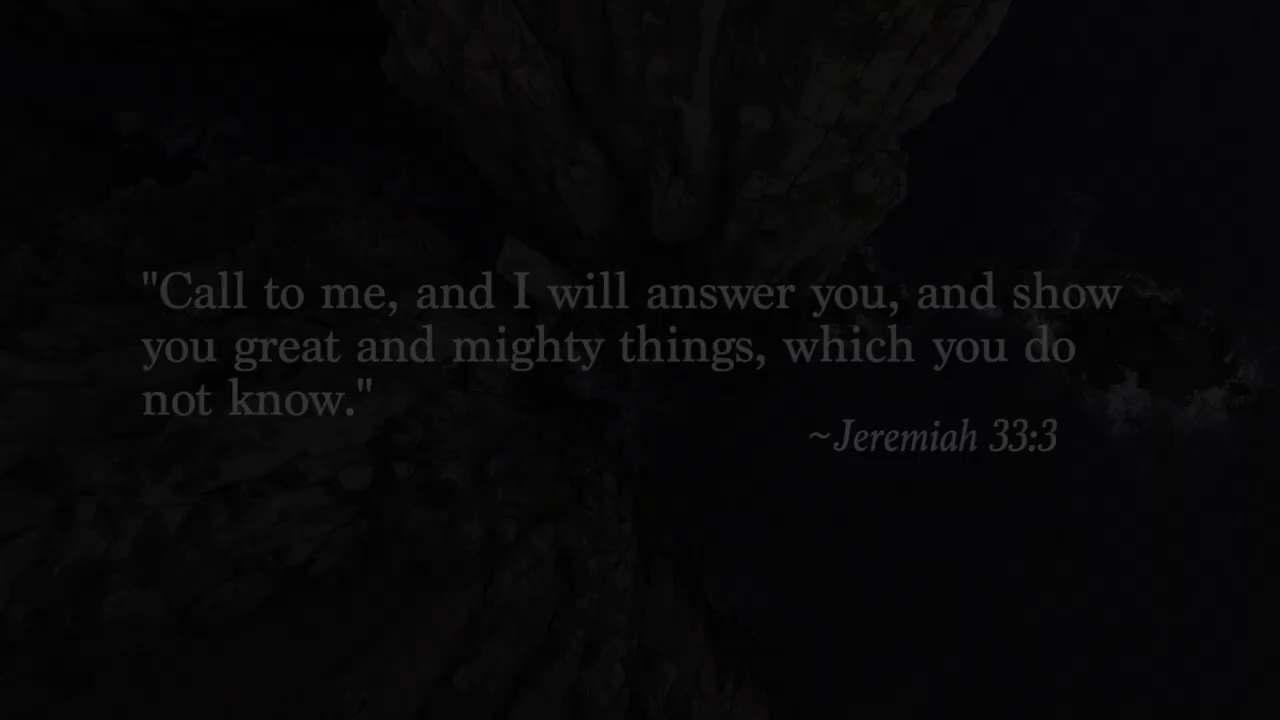 "Call to me, and I will answer you, and show
you great and mighty things, which you do
not know."
~Jeremiah 33:3